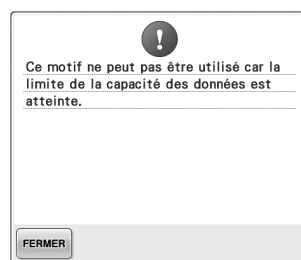 Ce motif ne peut pas être utilisé car la
limite de la capacité des données est
atteinte.
FERMER